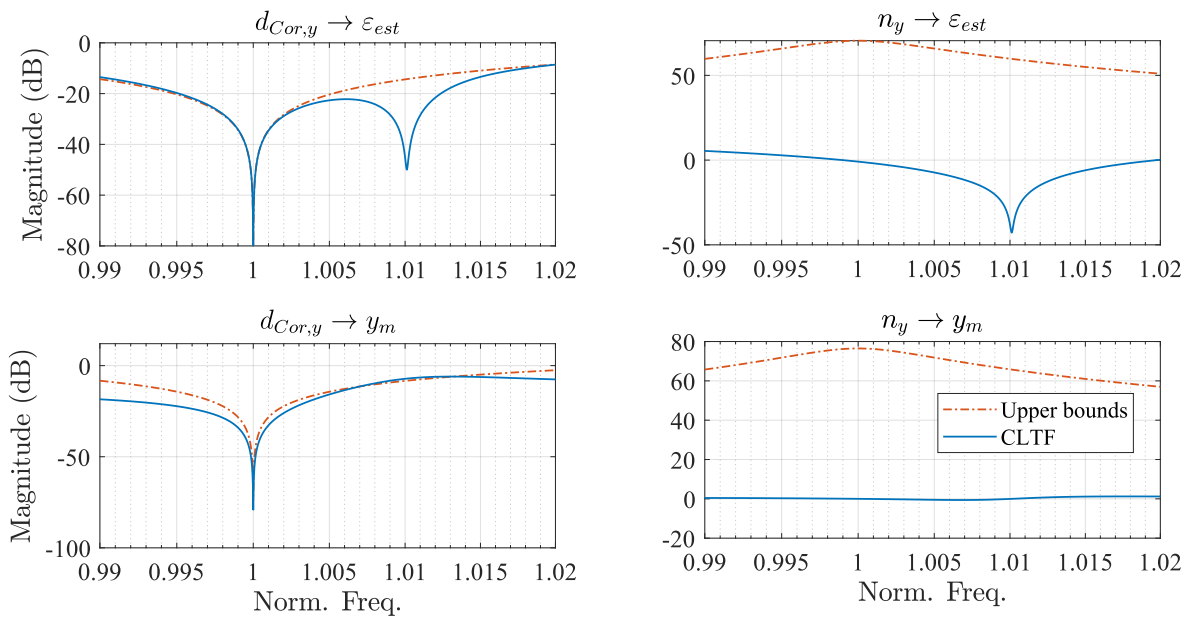 d_{Cor,y} → ε_{est}
0
-20
-40
-60
-80
Magnitude (dB)
0.99 0.995 1 1.005 1.01 1.015 1.02
n_y → ε_{est}
50
0
-50
0.99 0.995 1 1.005 1.01 1.015 1.02
d_{Cor,y} → y_m
0
-50
-100
Magnitude (dB)
0.99 0.995 1 1.005 1.01 1.015 1.02
Norm. Freq.
n_y → y_m
80
60
40
20
0
-20
Upper bounds
CLTF
0.99 0.995 1 1.005 1.01 1.015 1.02
Norm. Freq.